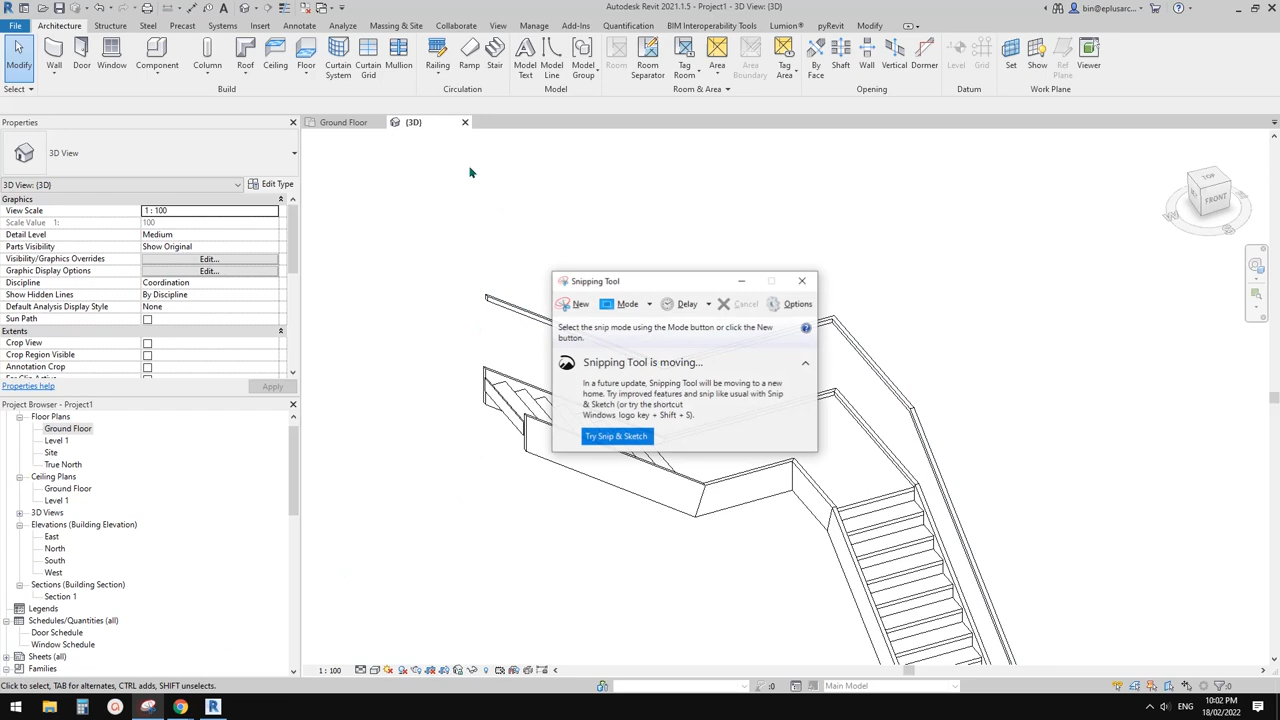 Autodesk Revit 2021.1.5 - Project1 - 3D View: {3D}
bin@eplusarc...
File Architecture Structure Steel Precast Systems Insert Annotate Analyze Massing & Site Collaborate View Manage Add-Ins Quantification BIM Interoperability Tools Lumion® pyRevit Modify
Modify Wall Door Window Component Column Roof Ceiling Floor Curtain System Curtain Grid Mullion Railing Ramp Stair Model Text Model Line Model Group Room Room Separator Tag Room Area Area Boundary Tag Area By Face Shaft Wall Vertical Dormer Level Grid Set Show Ref Plane Viewer
Select Build Circulation Model Room & Area Opening Datum Work Plane
Properties
Ground Floor {3D}
3D View
3D View: {3D} Edit Type
Graphics
View Scale 1 : 100
Scale Value 1: 100
Detail Level Medium
Parts Visibility Show Original
Visibility/Graphics Overrides Edit...
Graphic Display Options Edit...
Discipline Coordination
Show Hidden Lines By Discipline
Default Analysis Display Style None
Sun Path
Extents
Crop View
Crop Region Visible
Annotation Crop
Properties help Apply
Project Browser - Project1
Floor Plans
Ground Floor
Level 1
Site
True North
Ceiling Plans
Ground Floor
Level 1
3D Views
Elevations (Building Elevation)
East
North
South
West
Sections (Building Section)
Section 1
Legends
Schedules/Quantities (all)
Door Schedule
Window Schedule
Sheets (all)
Families
TOP
FRONT
Snipping Tool
New Mode Delay Cancel Options
Select the snip mode using the Mode button or click the New
button.
Snipping Tool is moving...
In a future update, Snipping Tool will be moving to a new
home. Try improved features and snip like usual with Snip
& Sketch (or try the shortcut
Windows logo key + Shift + S).
Try Snip & Sketch
1 : 100
Click to select, TAB for alternates, CTRL adds, SHIFT unselects.
:0
Main Model
:0
ENG
10:02 PM
18/02/2022